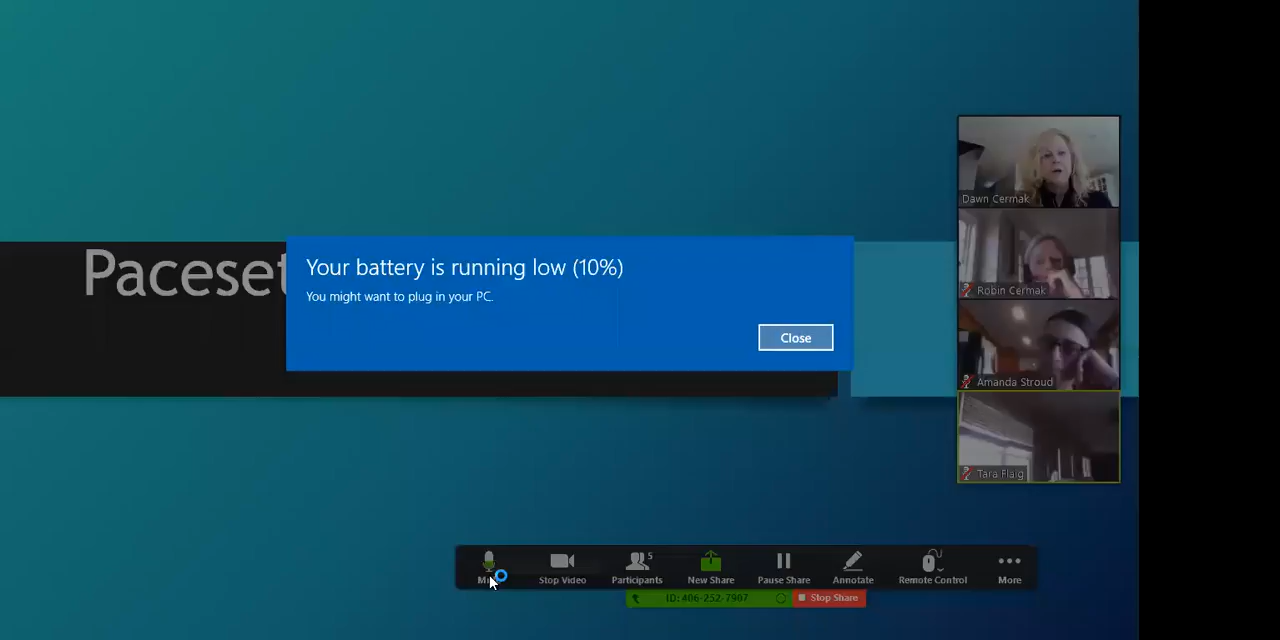 Paceset
Your battery is running low (10%)
You might want to plug in your PC.
Close
Dawn Cermak
Robin Cermak
Amanda Stroud
Tara Flaig
5
Stop Video
Participants
New Share
Pause Share
Annotate
Remote Control
More
ID: 406-252-7907
Stop Share